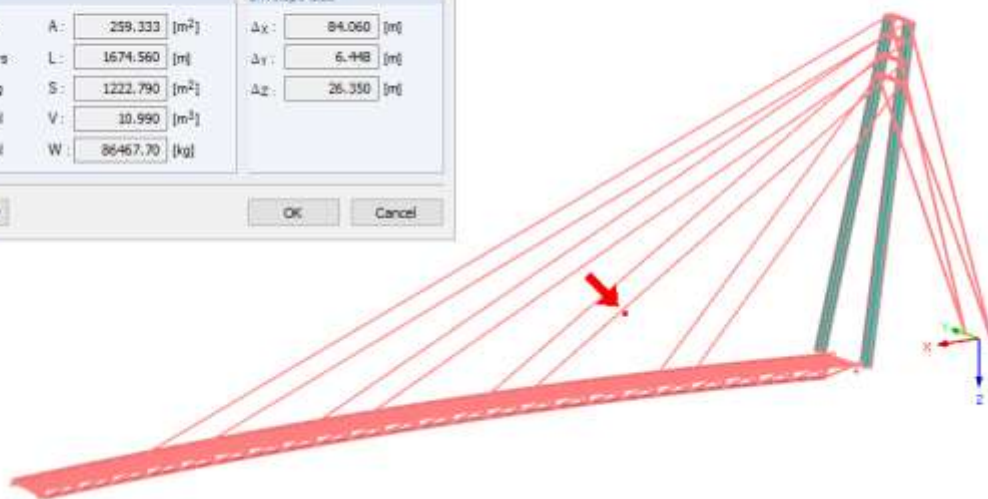 A: 259.333 [m²]
L: 1674.560 [m]
S: 1222.790 [m²]
V: 10.990 [m³]
W: 86467.70 [kg]
ΔX: 84.060 [m]
ΔY: 6.448 [m]
ΔZ: 26.350 [m]
OK Cancel
X
Y
Z